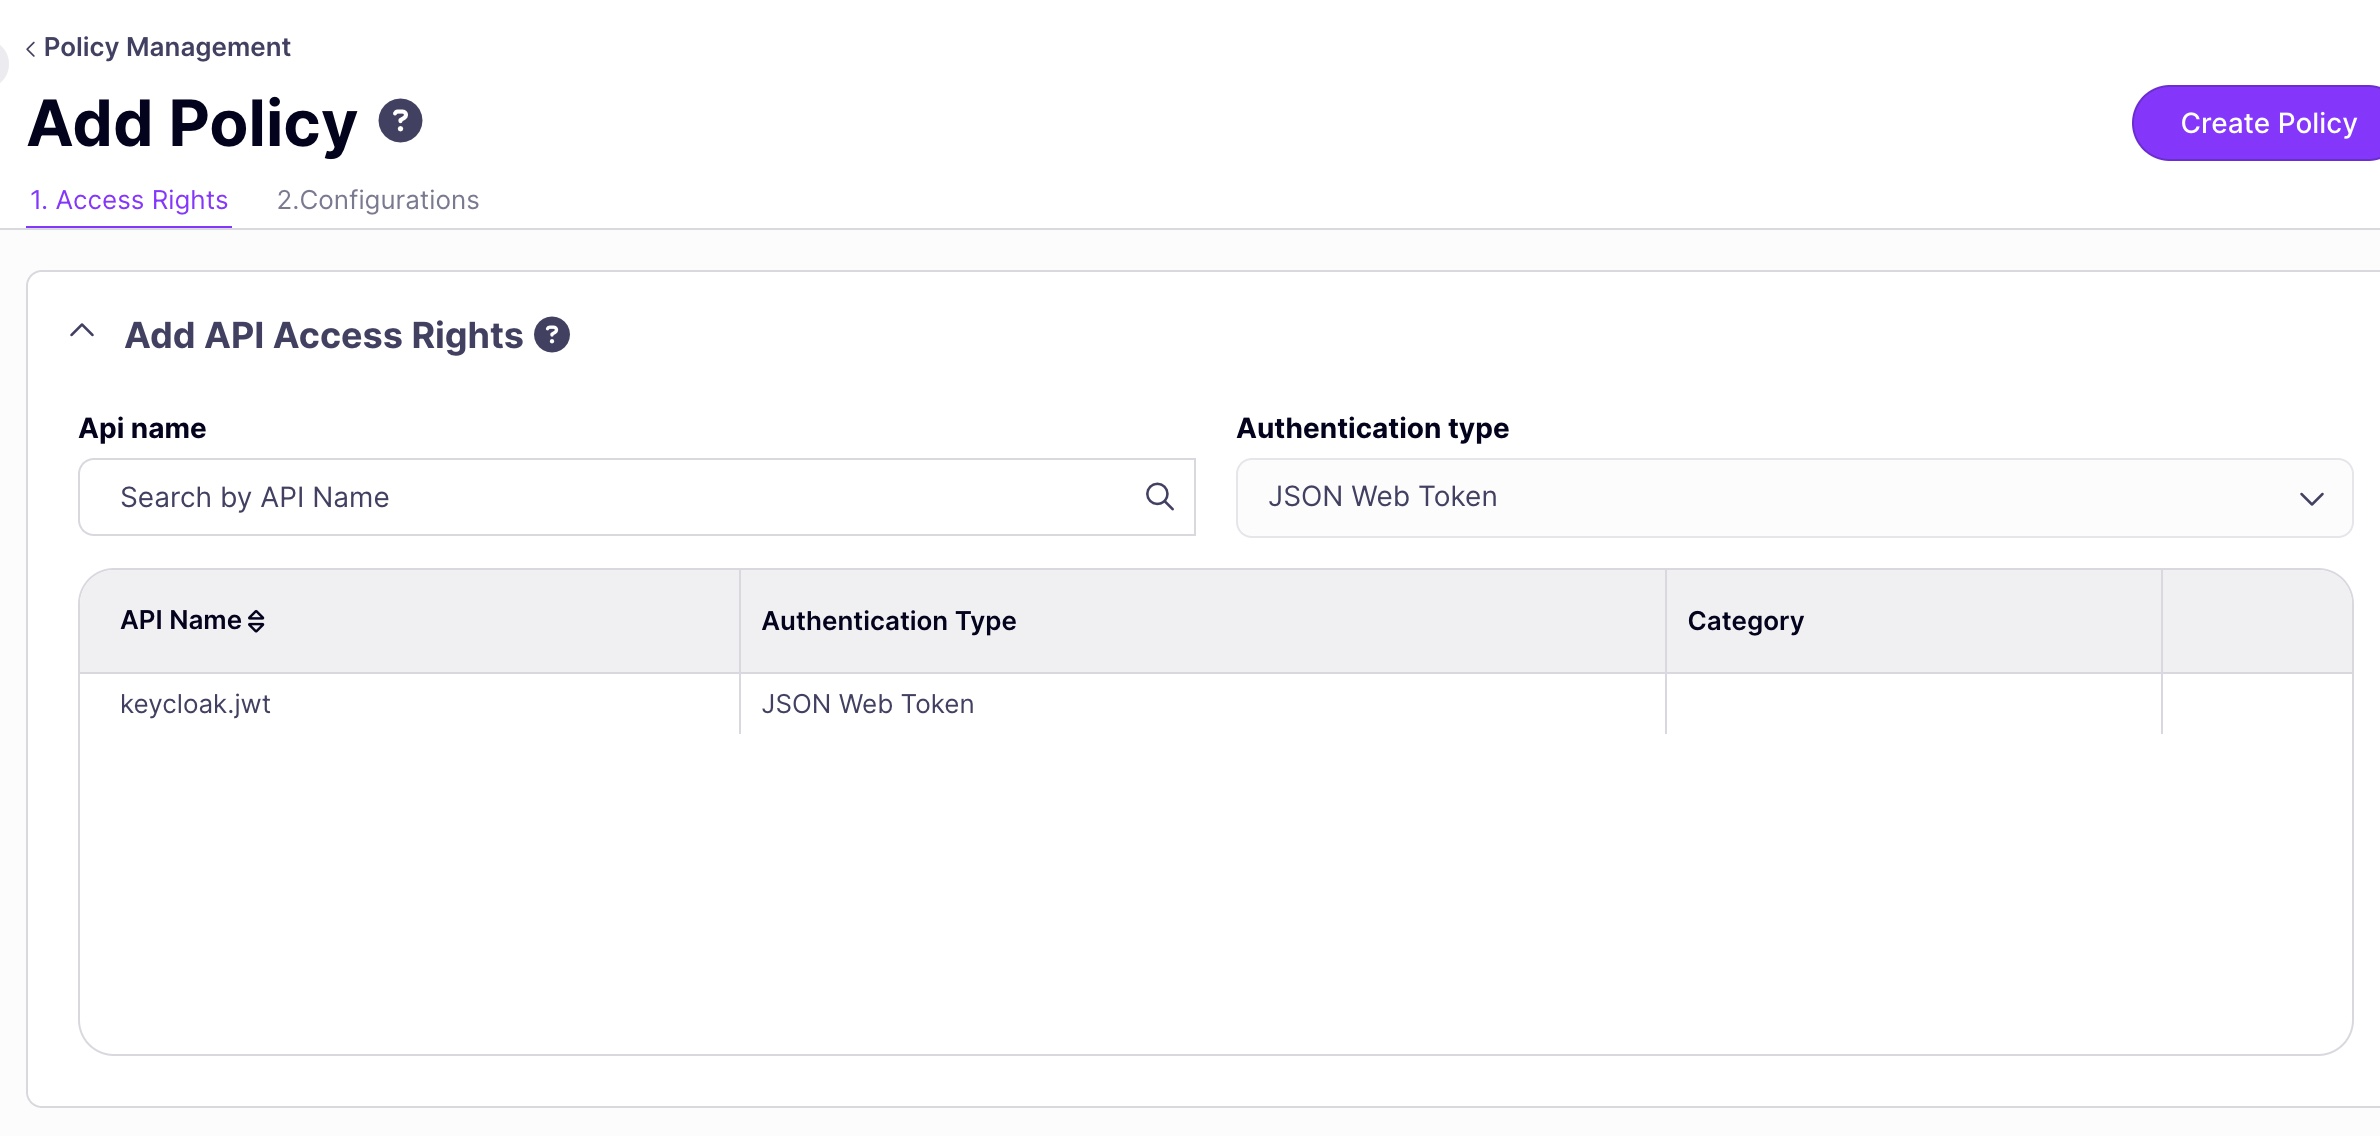 Policy Management
Add Policy ?
Create Policy
1. Access Rights 2.Configurations
Add API Access Rights ?
Api name
Authentication type
Search by API Name
JSON Web Token
API Name Authentication Type Category
keycloak.jwt JSON Web Token